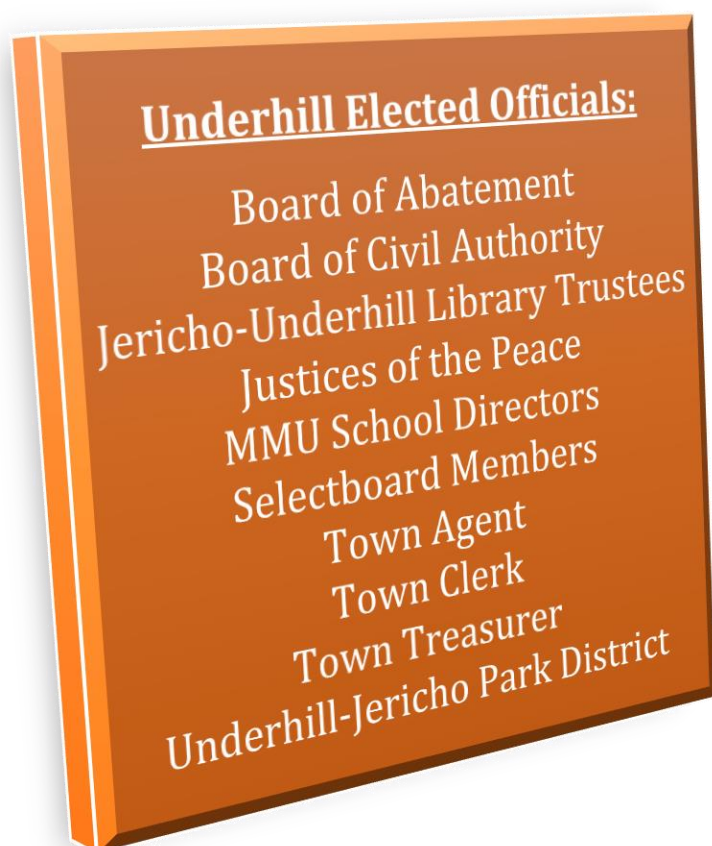 Underhill Elected Officials:
Board of Abatement
Board of Civil Authority
Jericho-Underhill Library Trustees
Justices of the Peace
MMU School Directors
Selectboard Members
Town Agent
Town Clerk
Town Treasurer
Underhill-Jericho Park District